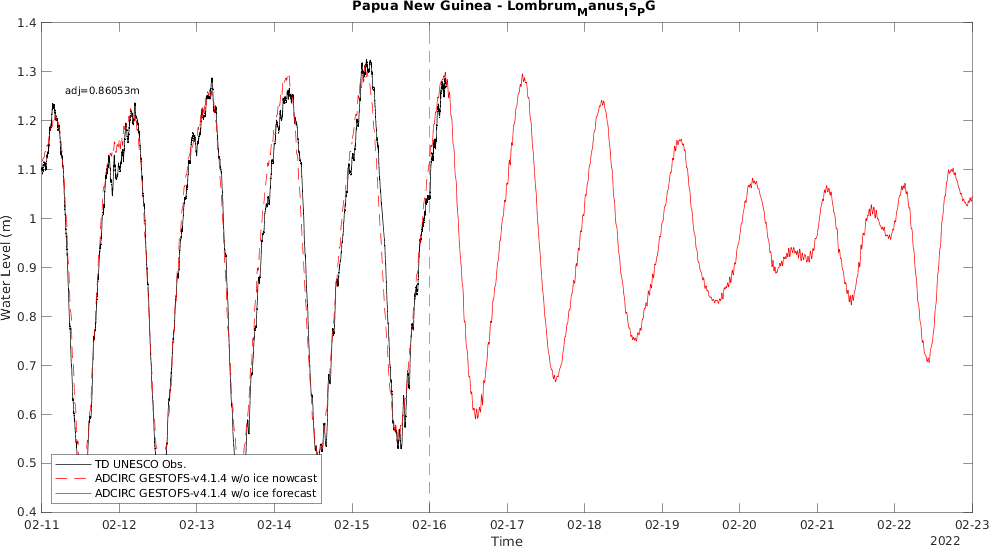 Papua New Guinea - LombrumManusIsPG
1.4
1.3
1.2
1.1
1
0.9
0.8
0.7
0.6
0.5
0.4
Water Level (m)
adj=0.86053m
TD UNESCO Obs.
ADCIRC GESTOFS-v4.1.4 w/o ice nowcast
ADCIRC GESTOFS-v4.1.4 w/o ice forecast
02-11 02-12 02-13 02-14 02-15 02-16 02-17 02-18 02-19 02-20 02-21 02-22 02-23
Time
2022